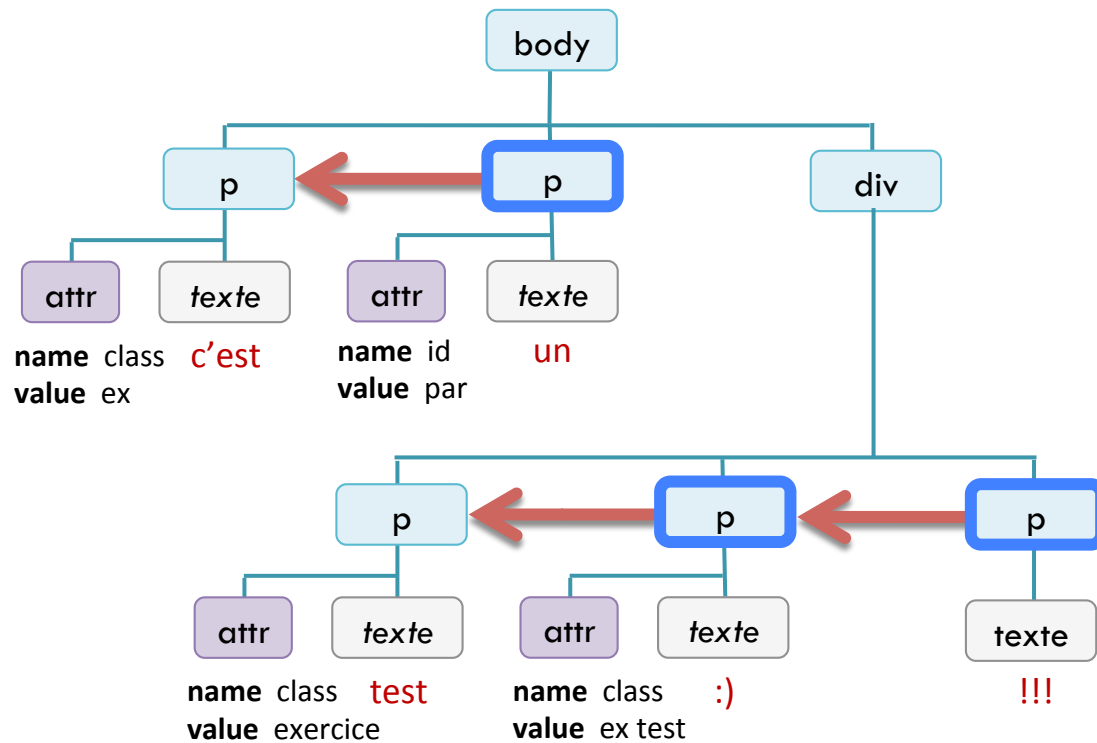 body
p
p
div
attr
texte
attr
texte
name class
c’est
name id
un
value ex
value par
p
p
p
attr
texte
attr
texte
texte
name class
test
name class
:)
!!!
value exercice
value ex test